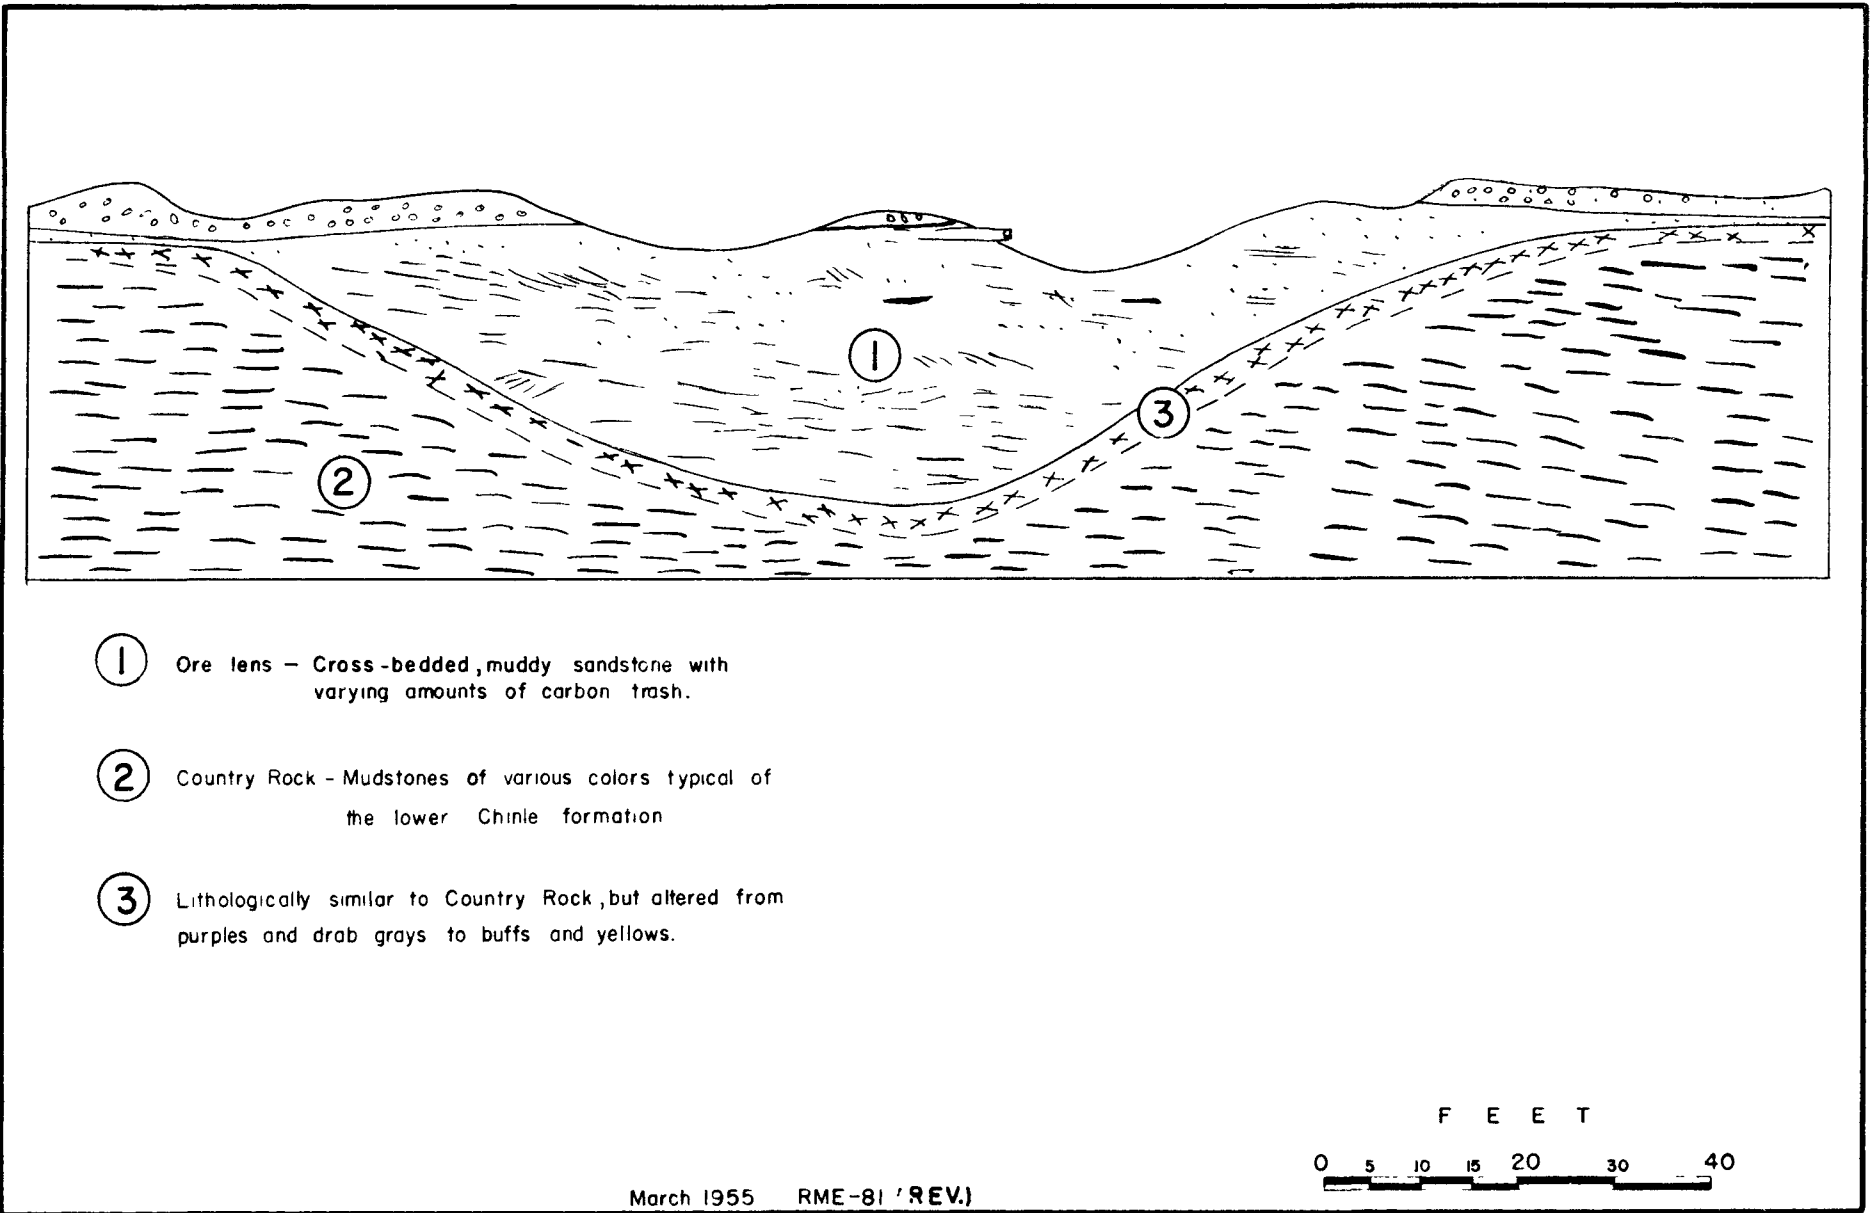 1
2
3
1 Ore lens - Cross-bedded, muddy sandstone with
varying amounts of carbon trash.
2 Country Rock - Mudstones of various colors typical of
the lower Chinle formation
3 Lithologically similar to Country Rock, but altered from
purples and drab grays to buffs and yellows.
FEET
0 5 10 15 20 30 40
March 1955 RME-81 (REV.)